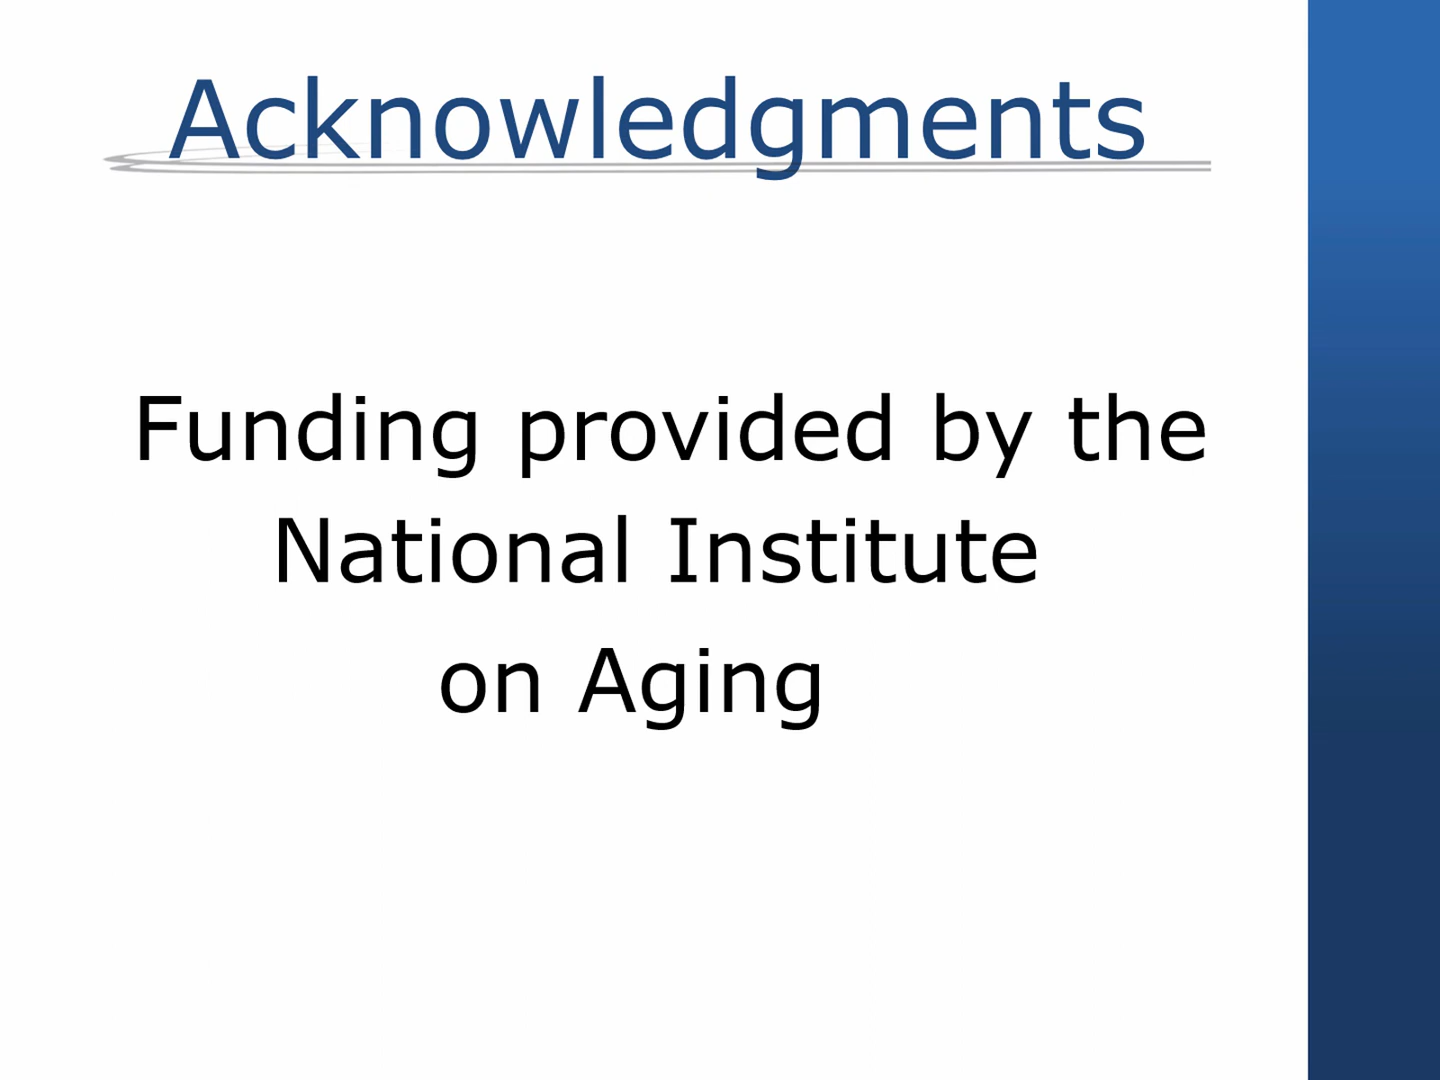 Acknowledgments
Funding provided by the
National Institute
on Aging